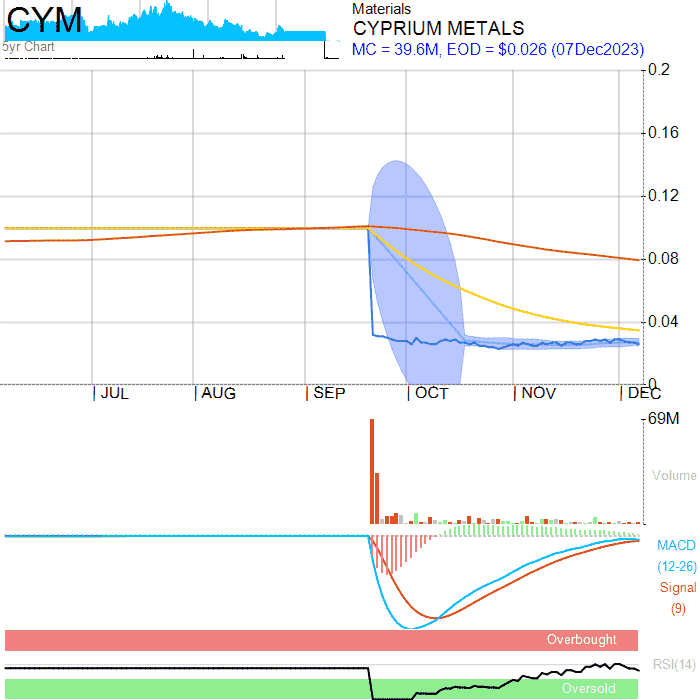 CYM
5yr Chart
Materials
CYPRIUM METALS
MC = 39.6M, EOD = $0.026 (07Dec2023)
0.2
0.16
0.12
0.08
0.04
0
JUL AUG SEP OCT NOV DEC
69M
Volume
MACD
(12-26)
Signal
(9)
Overbought
RSI(14)
Oversold